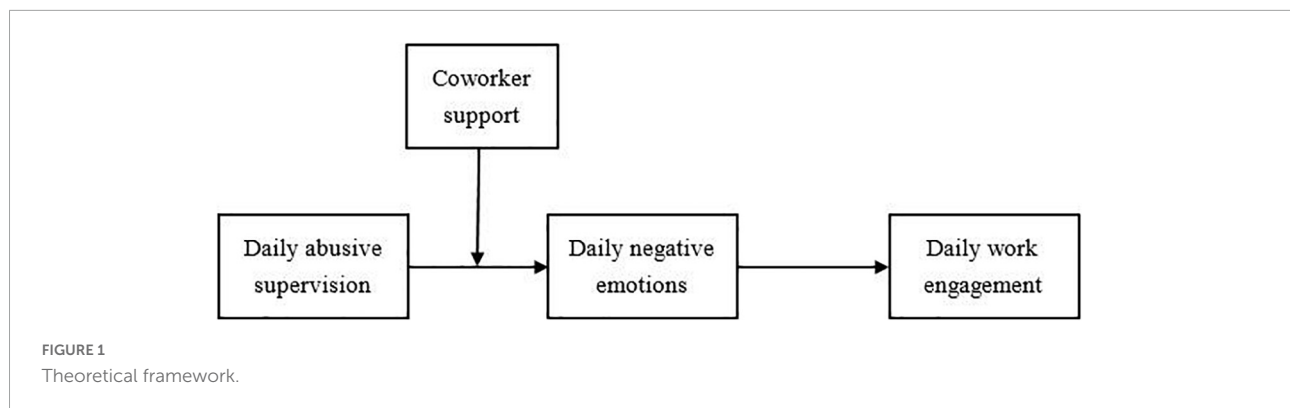 Coworker
support
Daily abusive
supervision
Daily negative
emotions
Daily work
engagement
FIGURE 1
Theoretical framework.